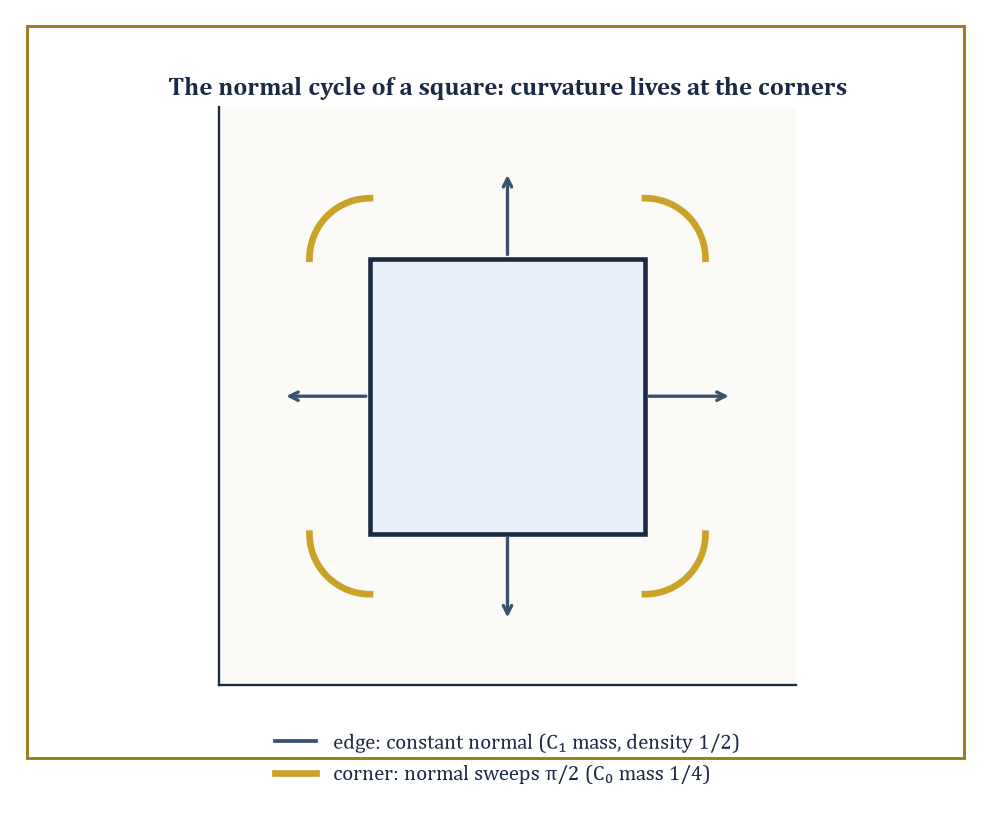 The normal cycle of a square: curvature lives at the corners
edge: constant normal (C₁ mass, density 1/2)
corner: normal sweeps π/2 (C₀ mass 1/4)